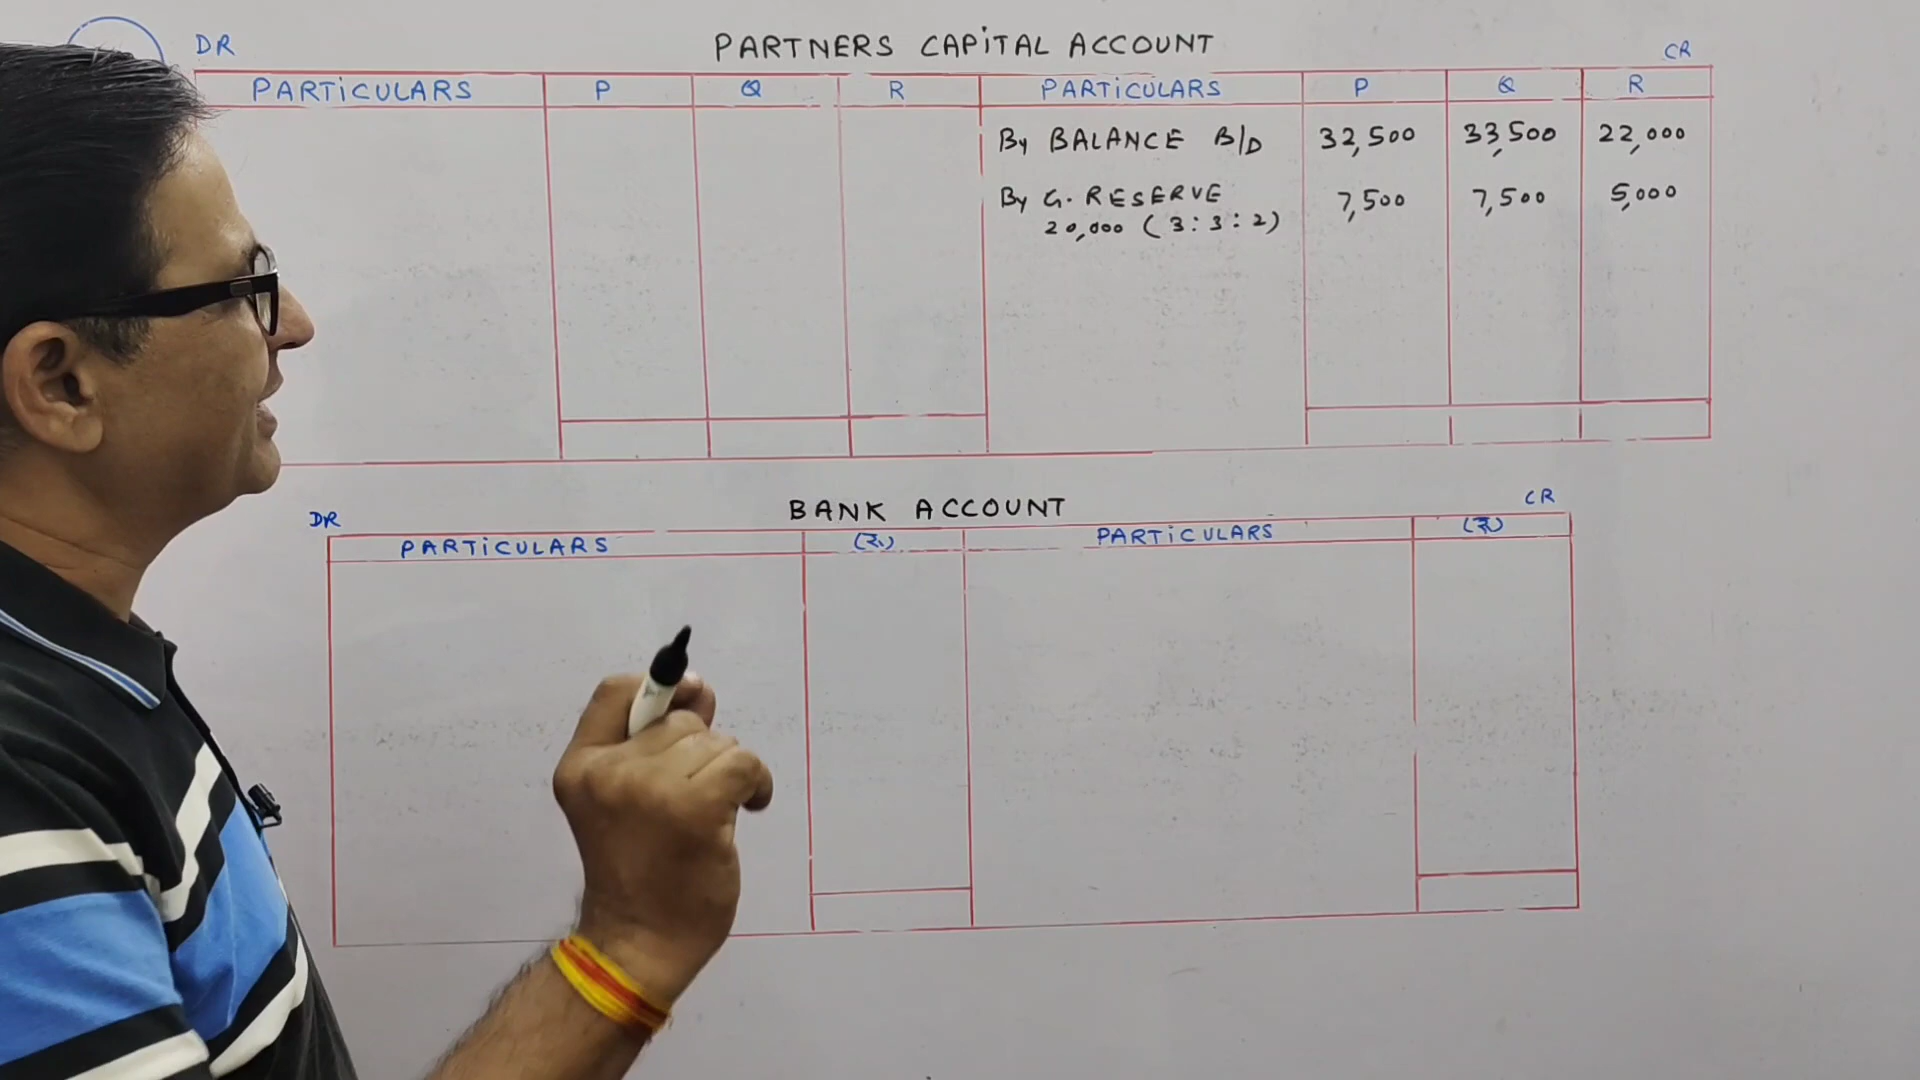 PARTNERS CAPITAL ACCOUNT
DR CR
PARTICULARS P Q R PARTICULARS P Q R
By BALANCE B/D 32,500 33,500 22,000
By G. RESERVE 7,500 7,500 5,000
20,000 (3:3:2)
BANK ACCOUNT
DR CR
PARTICULARS (रु) PARTICULARS (रु)